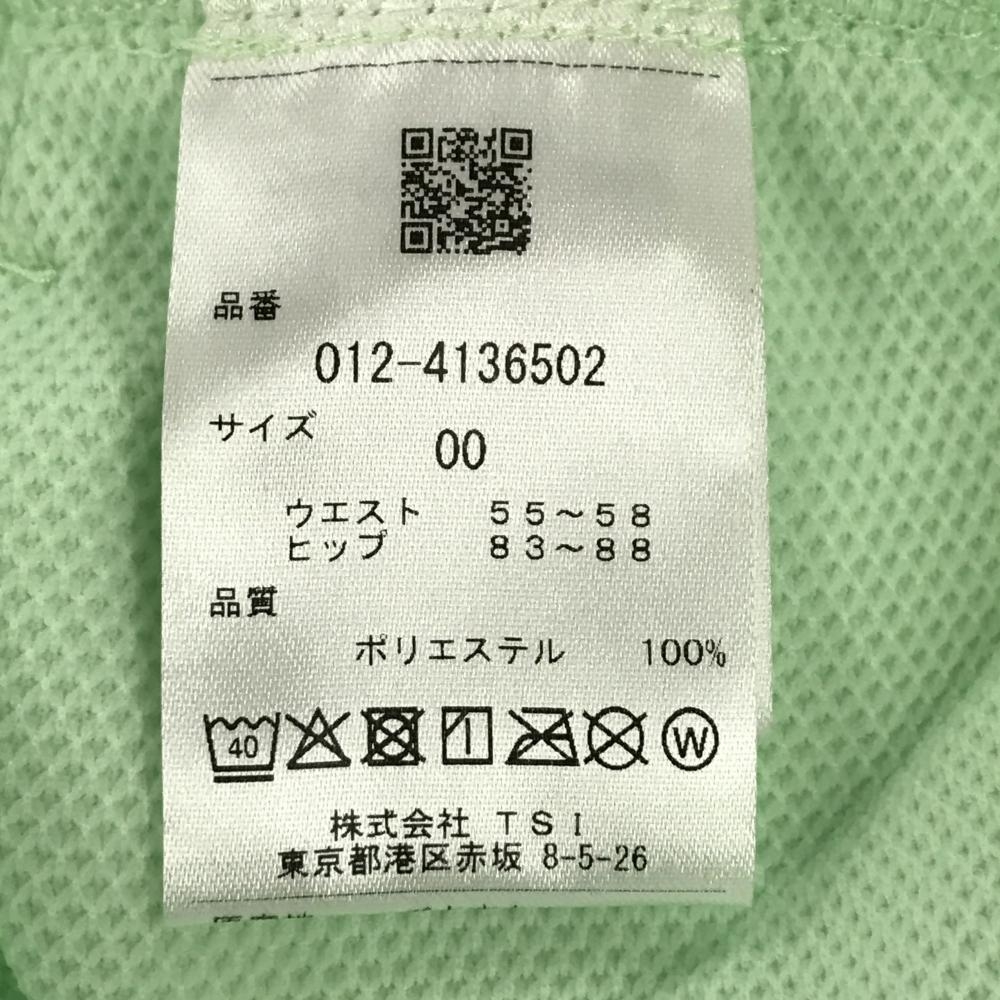 品番
012-4136502
サイズ
00
ウエスト 55～58
ヒップ 83～88
品質
ポリエステル 100%
40 W
株式会社 TSI
東京都港区赤坂 8-5-26